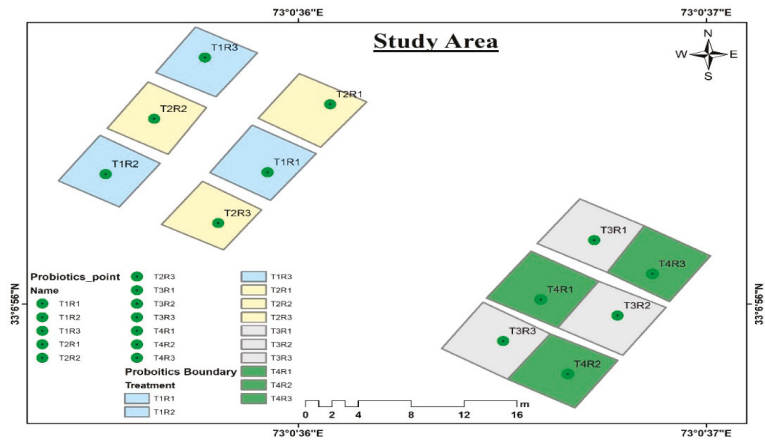 73°0'36"E
73°0'37"E
Study Area
N
W E
S
T1R3
T2R2
T2R1
T1R2
T1R1
T2R3
T3R1
T4R3
T4R1
T3R2
T3R3
T4R2
33°6'56"N
33°6'56"N
Probiotics_point
Name
T1R1
T1R2
T1R3
T2R1
T2R2
T2R3
T3R1
T3R2
T3R3
T4R1
T4R2
T4R3
Proboitics Boundary
Treatment
T1R1
T1R2
T1R3
T2R1
T2R2
T2R3
T3R1
T3R2
T3R3
T4R1
T4R2
T4R3
m
0 1 2 4 8 12 16
73°0'36"E
73°0'37"E